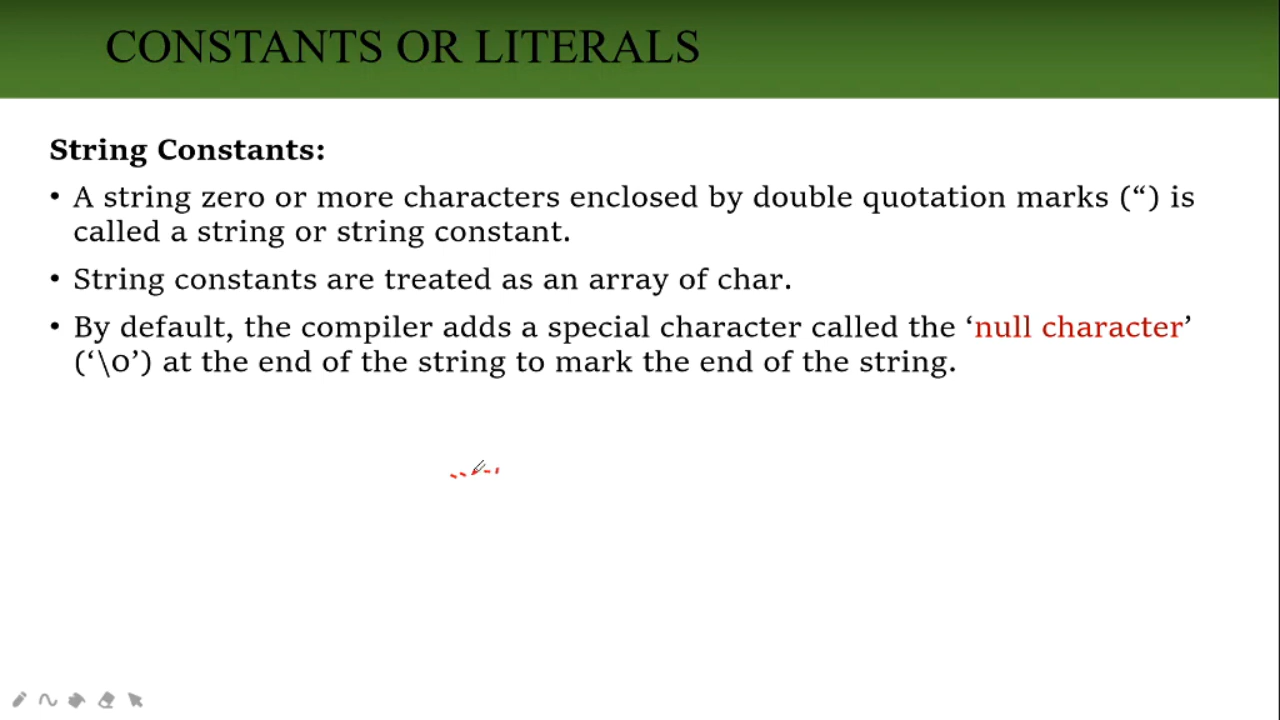 CONSTANTS OR LITERALS
String Constants:
• A string zero or more characters enclosed by double quotation marks (“) is
called a string or string constant.
• String constants are treated as an array of char.
• By default, the compiler adds a special character called the ‘null character’
(‘\0’) at the end of the string to mark the end of the string.